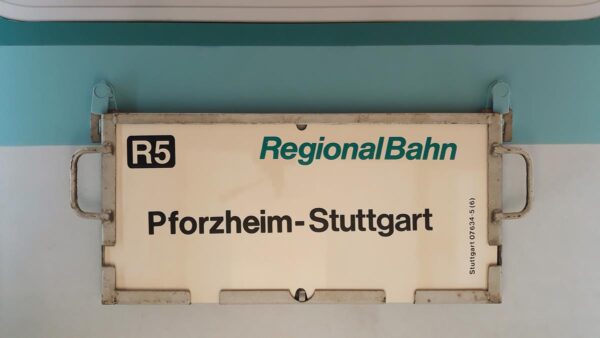 R5
RegionalBahn
Pforzheim-Stuttgart
Stuttgart 07634-5 (6)